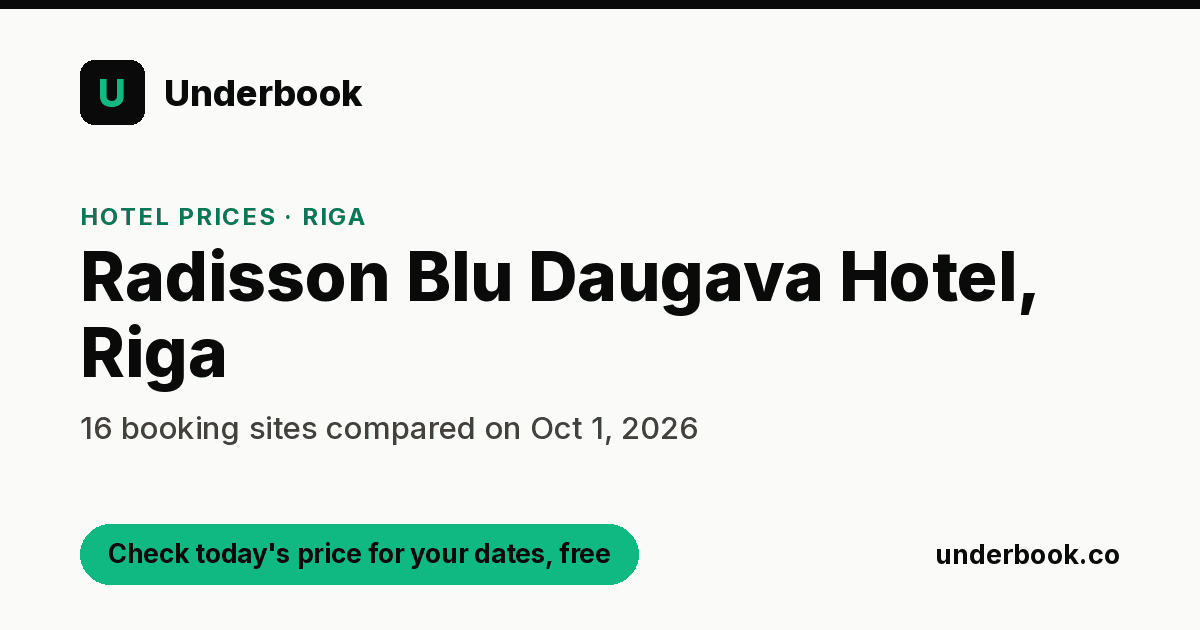 U Underbook
HOTEL PRICES · RIGA
Radisson Blu Daugava Hotel,
Riga
16 booking sites compared on Oct 1, 2026
Check today's price for your dates, free
underbook.co